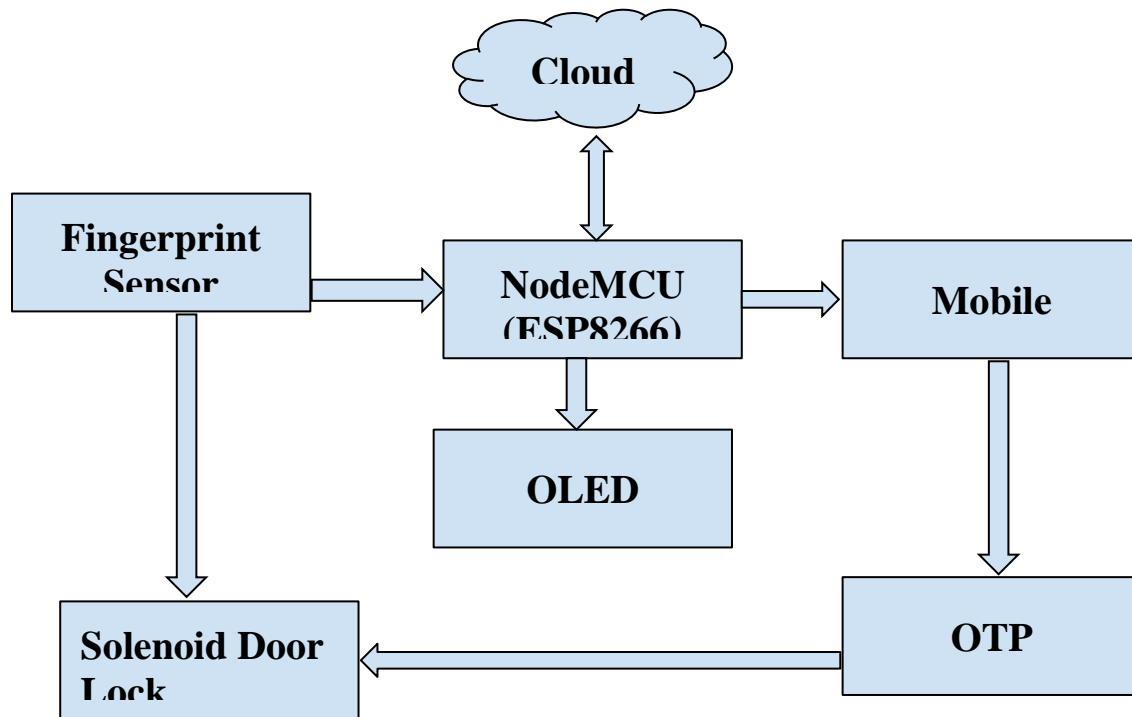 Cloud
Fingerprint
Sensor
NodeMCU
(ESP8266)
Mobile
OLED
OTP
Solenoid Door
Lock